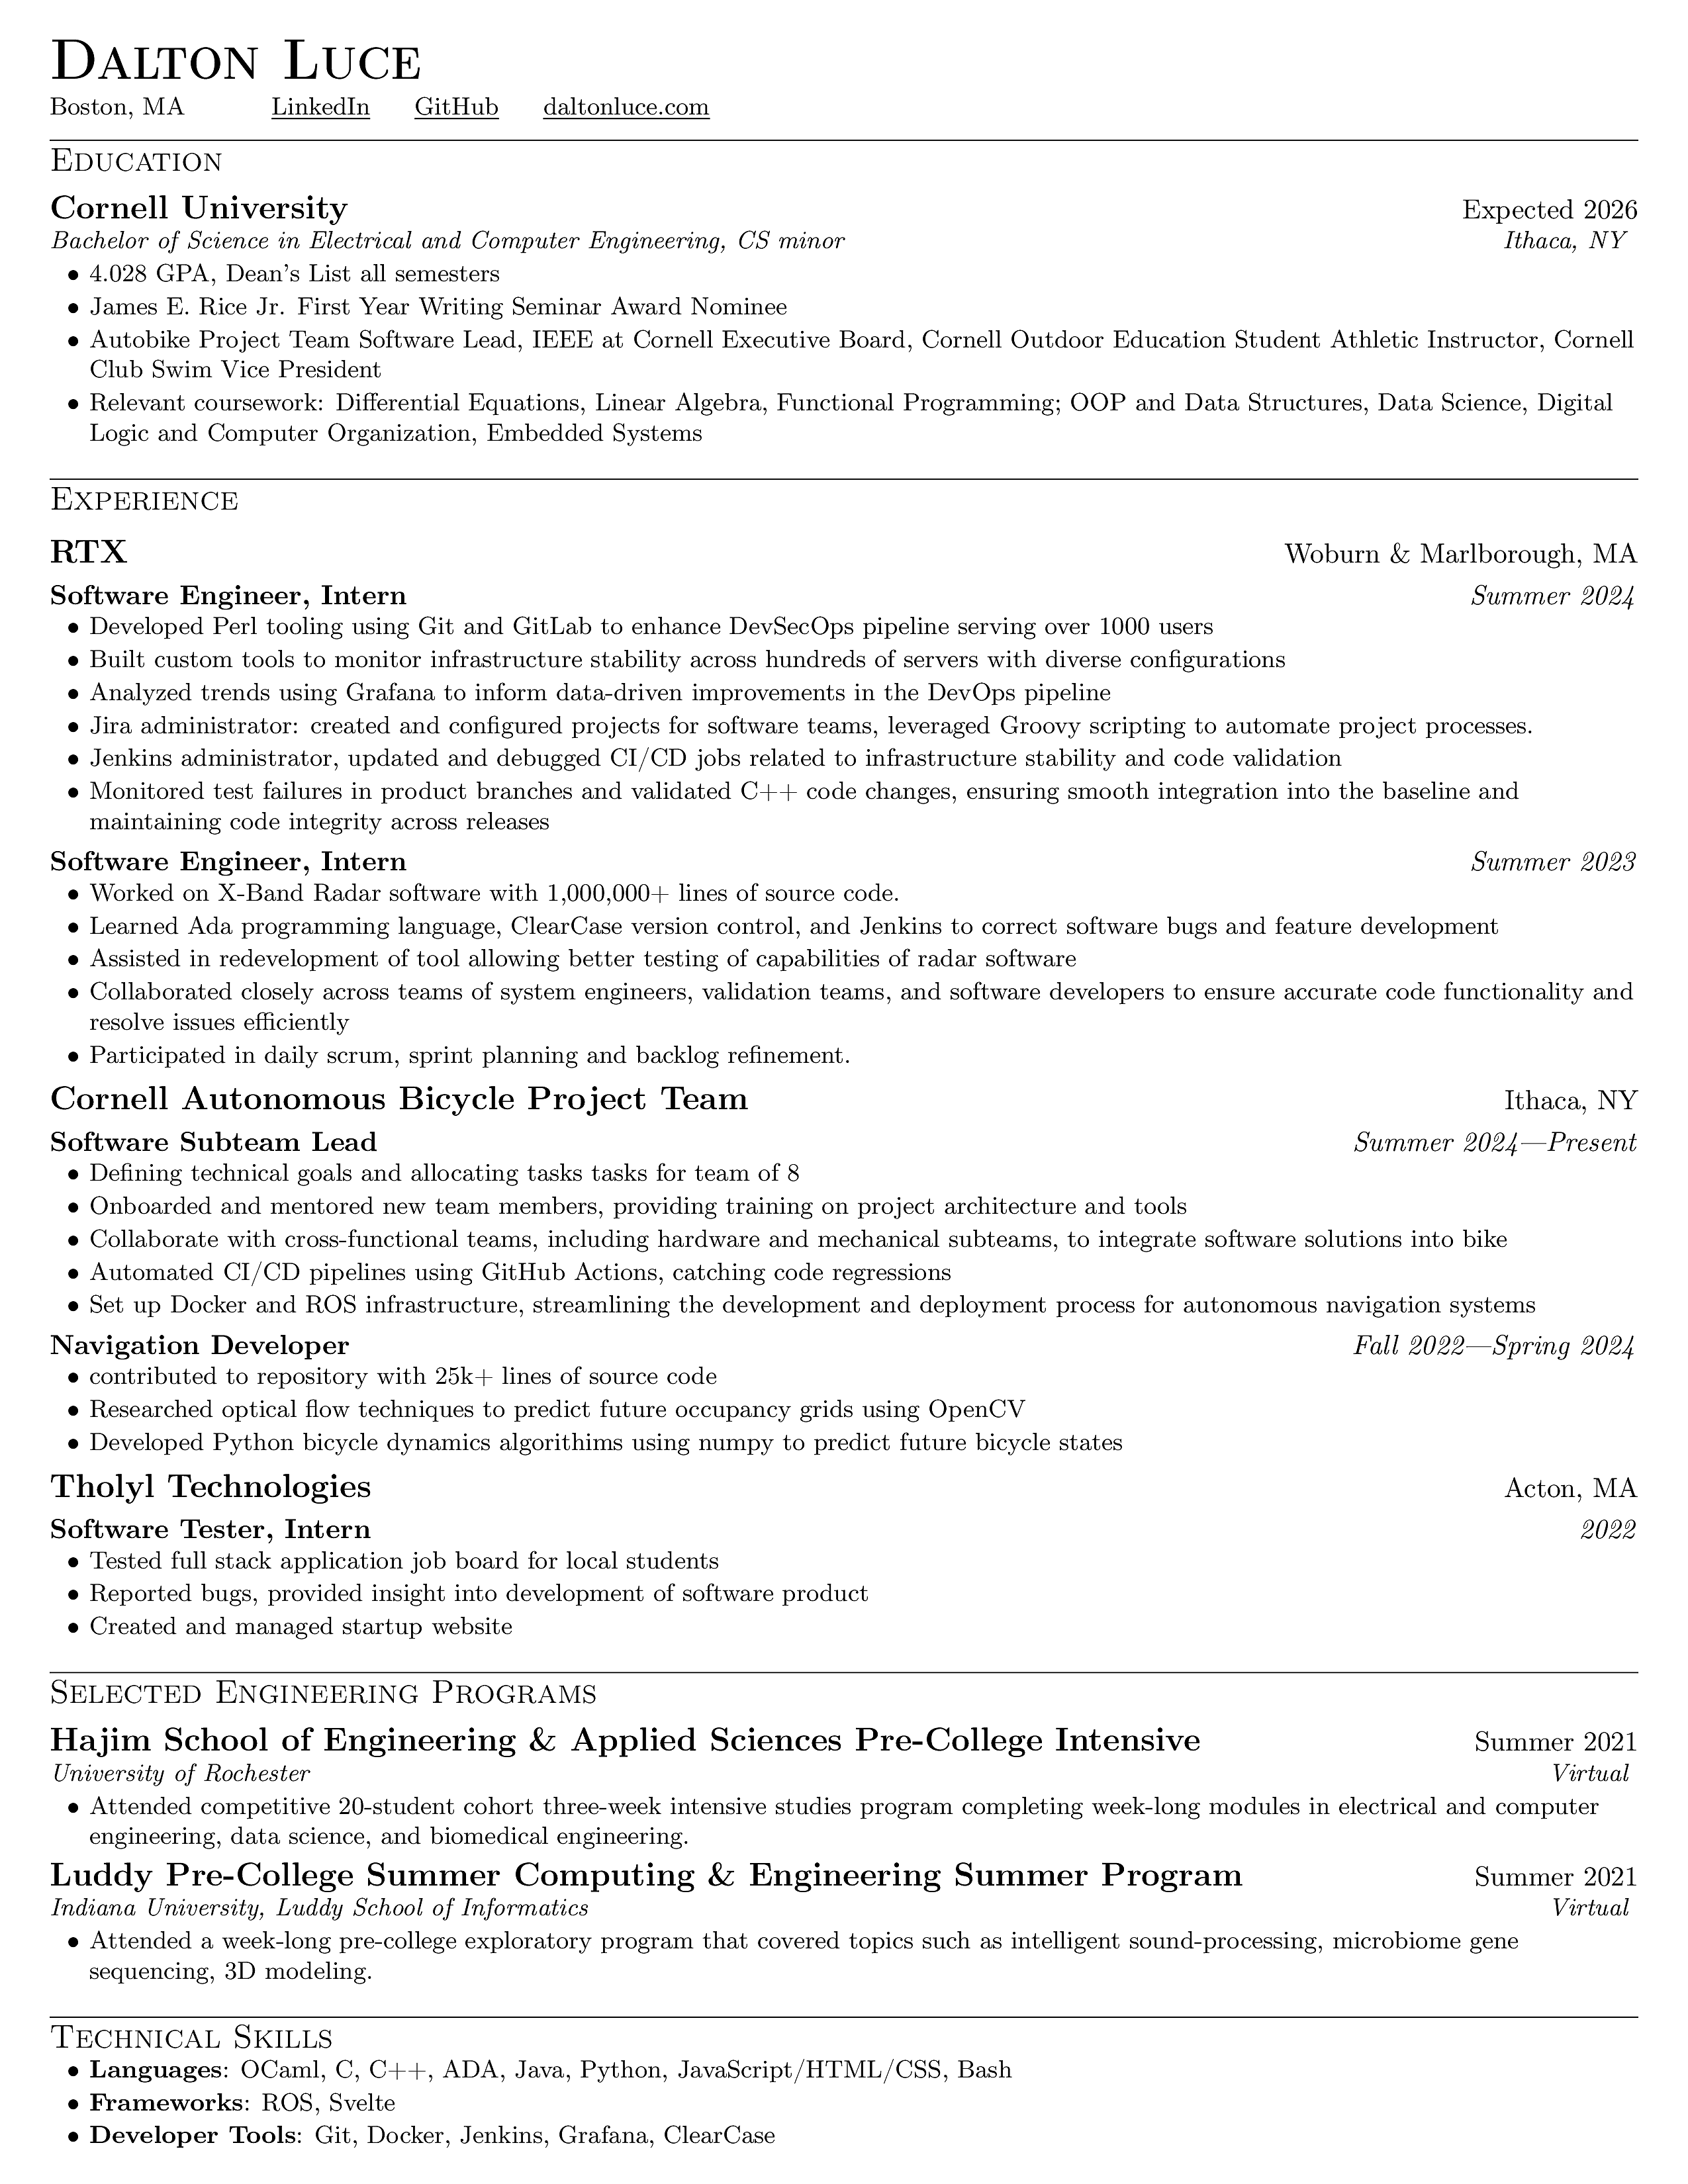 Dalton Luce
Boston, MA LinkedIn GitHub daltonluce.com
Education
Cornell University Expected 2026
Bachelor of Science in Electrical and Computer Engineering, CS minor Ithaca, NY
• 4.028 GPA, Dean's List all semesters
• James E. Rice Jr. First Year Writing Seminar Award Nominee
• Autobike Project Team Software Lead, IEEE at Cornell Executive Board, Cornell Outdoor Education Student Athletic Instructor, Cornell
Club Swim Vice President
• Relevant coursework: Differential Equations, Linear Algebra, Functional Programming; OOP and Data Structures, Data Science, Digital
Logic and Computer Organization, Embedded Systems
Experience
RTX Woburn & Marlborough, MA
Software Engineer, Intern Summer 2024
• Developed Perl tooling using Git and GitLab to enhance DevSecOps pipeline serving over 1000 users
• Built custom tools to monitor infrastructure stability across hundreds of servers with diverse configurations
• Analyzed trends using Grafana to inform data-driven improvements in the DevOps pipeline
• Jira administrator: created and configured projects for software teams, leveraged Groovy scripting to automate project processes.
• Jenkins administrator, updated and debugged CI/CD jobs related to infrastructure stability and code validation
• Monitored test failures in product branches and validated C++ code changes, ensuring smooth integration into the baseline and
maintaining code integrity across releases
Software Engineer, Intern Summer 2023
• Worked on X-Band Radar software with 1,000,000+ lines of source code.
• Learned Ada programming language, ClearCase version control, and Jenkins to correct software bugs and feature development
• Assisted in redevelopment of tool allowing better testing of capabilities of radar software
• Collaborated closely across teams of system engineers, validation teams, and software developers to ensure accurate code functionality and
resolve issues efficiently
• Participated in daily scrum, sprint planning and backlog refinement.
Cornell Autonomous Bicycle Project Team Ithaca, NY
Software Subteam Lead Summer 2024—Present
• Defining technical goals and allocating tasks tasks for team of 8
• Onboarded and mentored new team members, providing training on project architecture and tools
• Collaborate with cross-functional teams, including hardware and mechanical subteams, to integrate software solutions into bike
• Automated CI/CD pipelines using GitHub Actions, catching code regressions
• Set up Docker and ROS infrastructure, streamlining the development and deployment process for autonomous navigation systems
Navigation Developer Fall 2022—Spring 2024
• contributed to repository with 25k+ lines of source code
• Researched optical flow techniques to predict future occupancy grids using OpenCV
• Developed Python bicycle dynamics algorithims using numpy to predict future bicycle states
Tholyl Technologies Acton, MA
Software Tester, Intern 2022
• Tested full stack application job board for local students
• Reported bugs, provided insight into development of software product
• Created and managed startup website
Selected Engineering Programs
Hajim School of Engineering & Applied Sciences Pre-College Intensive Summer 2021
University of Rochester Virtual
• Attended competitive 20-student cohort three-week intensive studies program completing week-long modules in electrical and computer
engineering, data science, and biomedical engineering.
Luddy Pre-College Summer Computing & Engineering Summer Program Summer 2021
Indiana University, Luddy School of Informatics Virtual
• Attended a week-long pre-college exploratory program that covered topics such as intelligent sound-processing, microbiome gene
sequencing, 3D modeling.
Technical Skills
• Languages: OCaml, C, C++, ADA, Java, Python, JavaScript/HTML/CSS, Bash
• Frameworks: ROS, Svelte
• Developer Tools: Git, Docker, Jenkins, Grafana, ClearCase